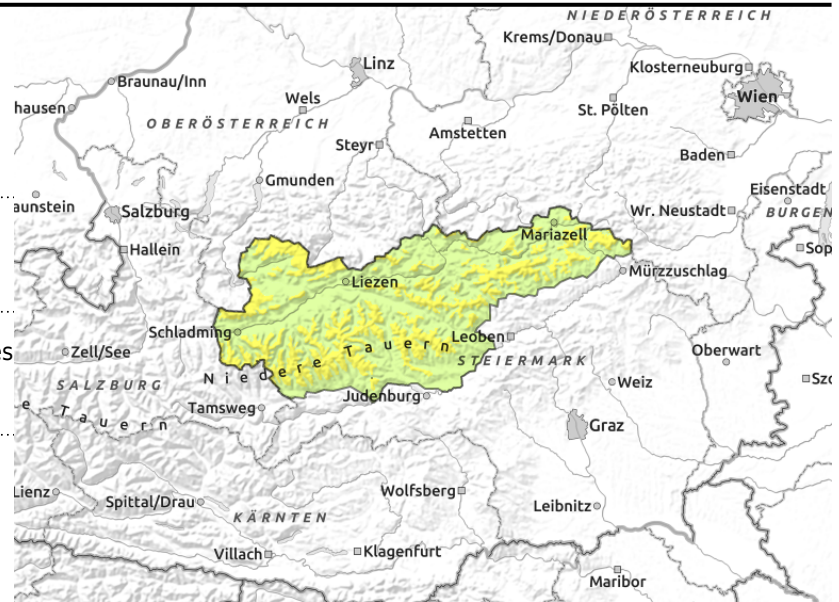 NIEDERÖSTERREICH
Krems/Donau
Linz
Klosterneuburg
Braunau/Inn
Wien
Wels
hausen
St. Pölten
OBERÖSTERREICH
Amstetten
Steyr
Baden
Gmunden
Eisenstadt
aunstein
Salzburg
Wr. Neustadt
BURGEN
Mariazell
Hallein
Sop
Mürzzuschlag
Liezen
Schladming
Leoben
es
Zell/See
Niedere Tauern
STEIERMARK
Oberwart
SALZBURG
Weiz
Szo
Judenburg
e Tauern
Tamsweg
Graz
Wolfsberg
Lienz
Spittal/Drau
Leibnitz
KÄRNTEN
Villach
Klagenfurt
Maribor